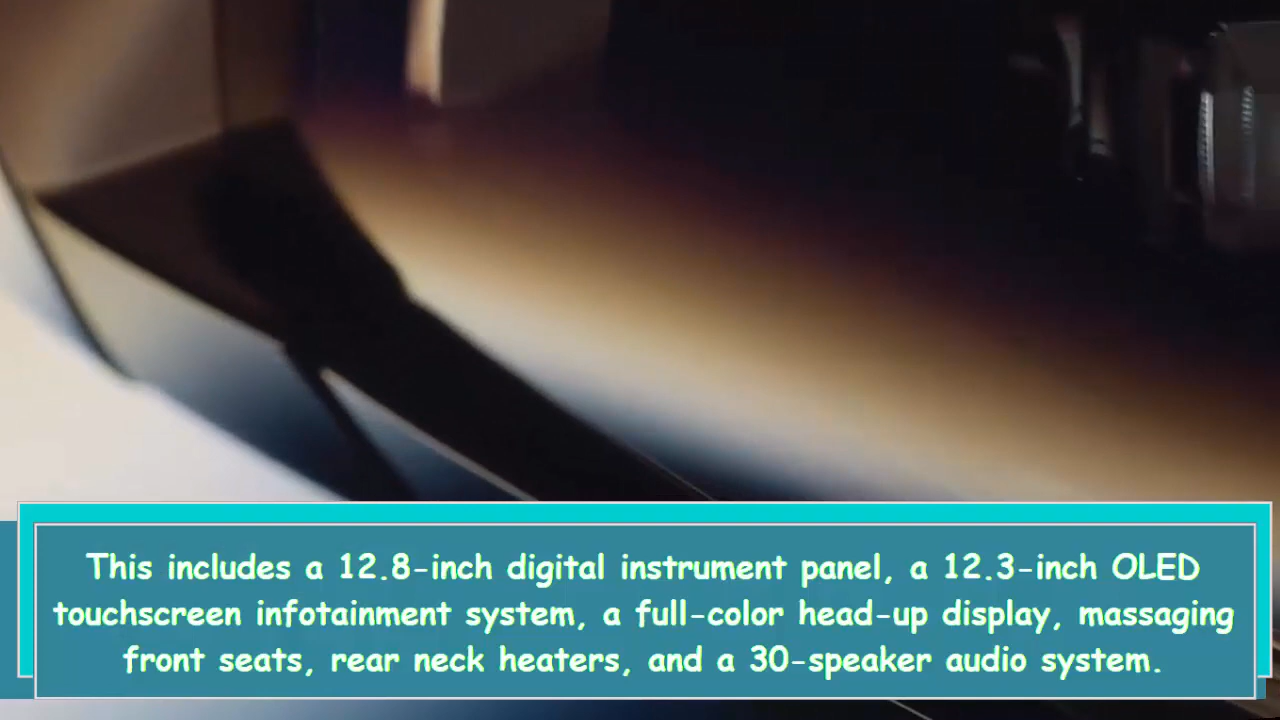 This includes a 12.8-inch digital instrument panel, a 12.3-inch OLED
touchscreen infotainment system, a full-color head-up display, massaging
front seats, rear neck heaters, and a 30-speaker audio system.